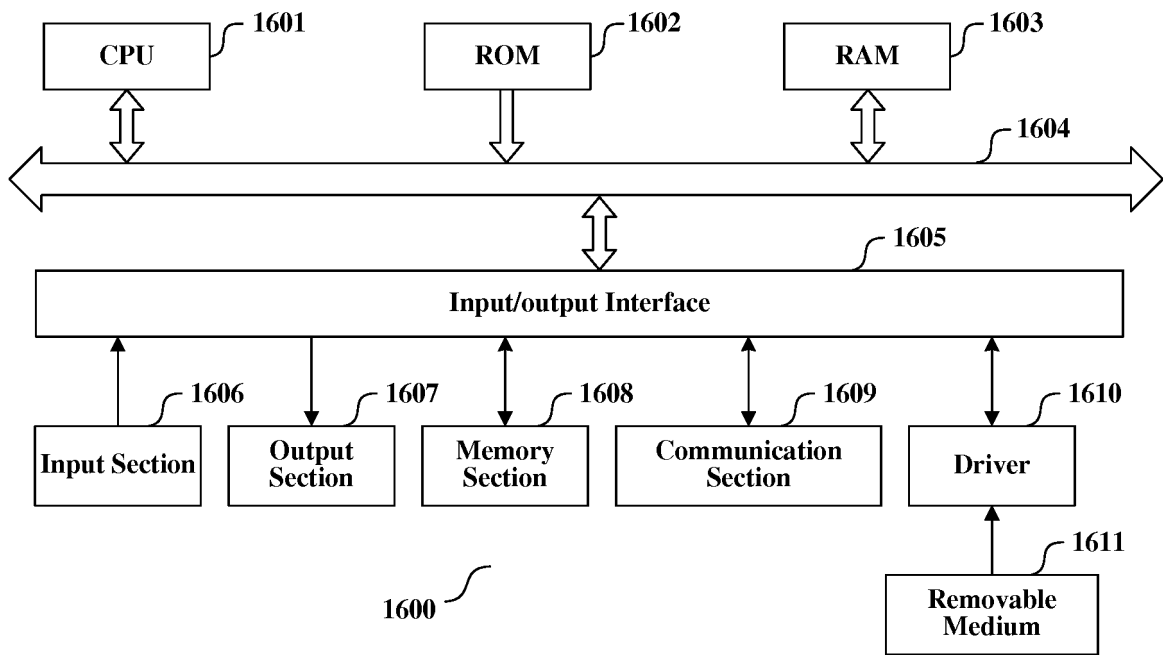 1601
1602
1603
CPU
ROM
RAM
1604
1605
Input/output Interface
1606
1607
1608
1609
1610
Input Section
Output
Section
Memory
Section
Communication
Section
Driver
1611
1600
Removable
Medium